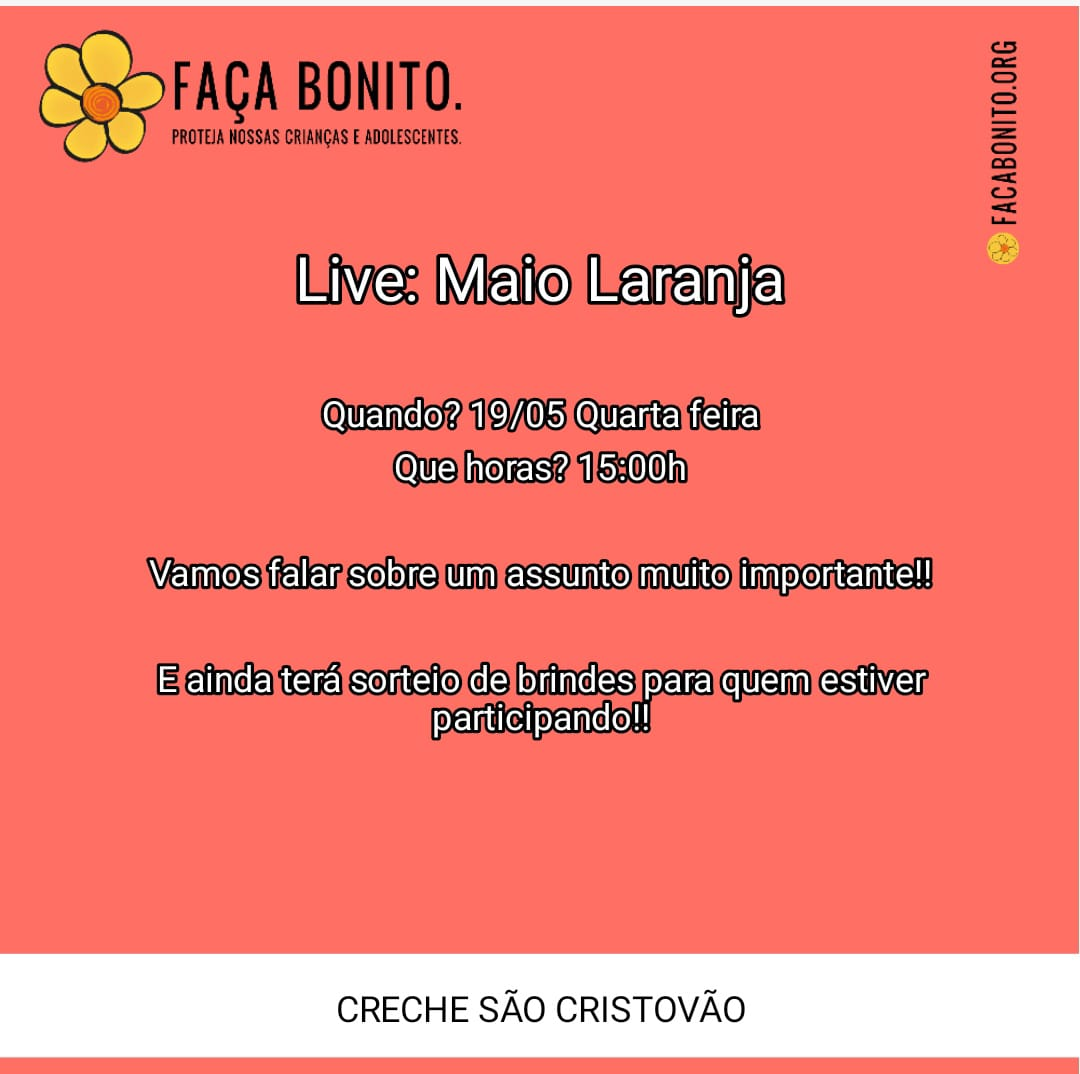 FAÇA BONITO.
PROTEJA NOSSAS CRIANÇAS E ADOLESCENTES.
FACABONITO.ORG
Live: Maio Laranja
Quando? 19/05 Quarta feira
Que horas? 15:00h
Vamos falar sobre um assunto muito importante!!
E ainda terá sorteio de brindes para quem estiver
participando!!
CRECHE SÃO CRISTOVÃO